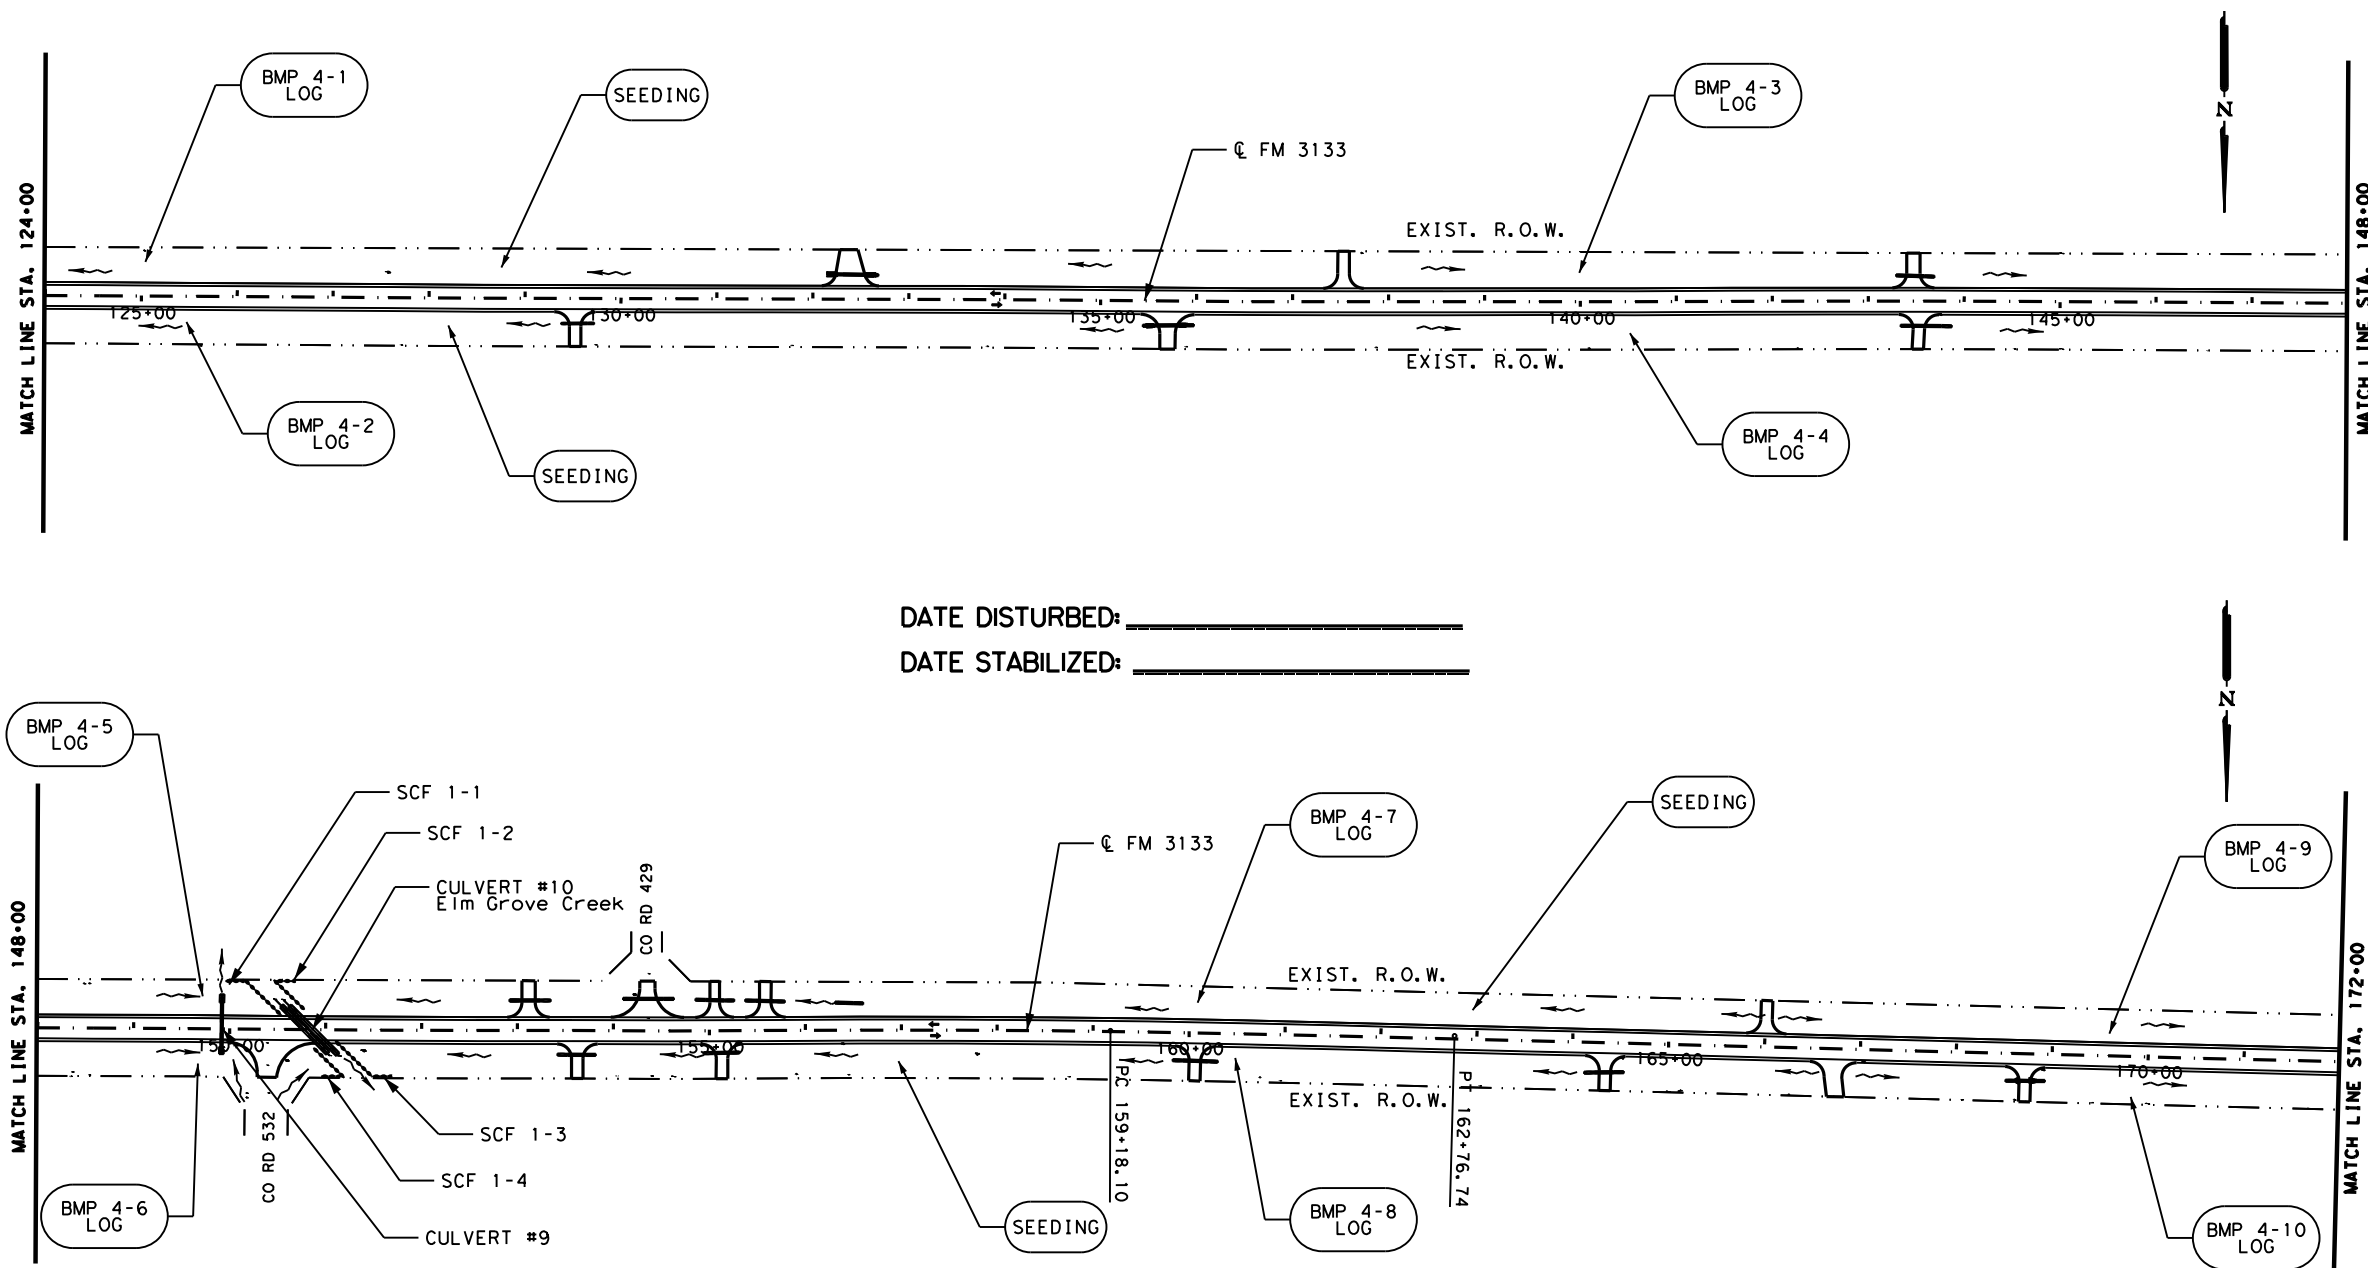 BMP 4-1
LOG
SEEDING
BMP 4-3
LOG
N
℄ FM 3133
MATCH LINE STA. 124+00
EXIST. R.O.W.
MATCH LINE STA. 148+00
125+00
130+00
135+00
140+00
145+00
EXIST. R.O.W.
BMP 4-2
LOG
SEEDING
BMP 4-4
LOG
DATE DISTURBED:
DATE STABILIZED:
N
BMP 4-5
LOG
SCF 1-1
SCF 1-2
CULVERT #10
Elm Grove Creek
CO RD 429
℄ FM 3133
BMP 4-7
LOG
SEEDING
BMP 4-9
LOG
MATCH LINE STA. 148+00
EXIST. R.O.W.
MATCH LINE STA. 172+00
150+00
155+00
160+00
165+00
170+00
EXIST. R.O.W.
PC 159+18.10
PT 162+76.74
CO RD 532
SCF 1-3
SCF 1-4
CULVERT #9
BMP 4-6
LOG
SEEDING
BMP 4-8
LOG
BMP 4-10
LOG